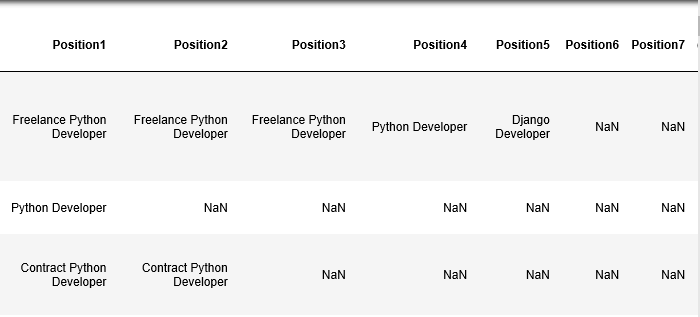 Position1 Position2 Position3 Position4 Position5 Position6 Position7
Freelance Python Freelance Python Freelance Python Python Developer Django NaN NaN
Developer Developer Developer Developer
Python Developer NaN NaN NaN NaN NaN NaN
Contract Python Contract Python NaN NaN NaN NaN NaN
Developer Developer